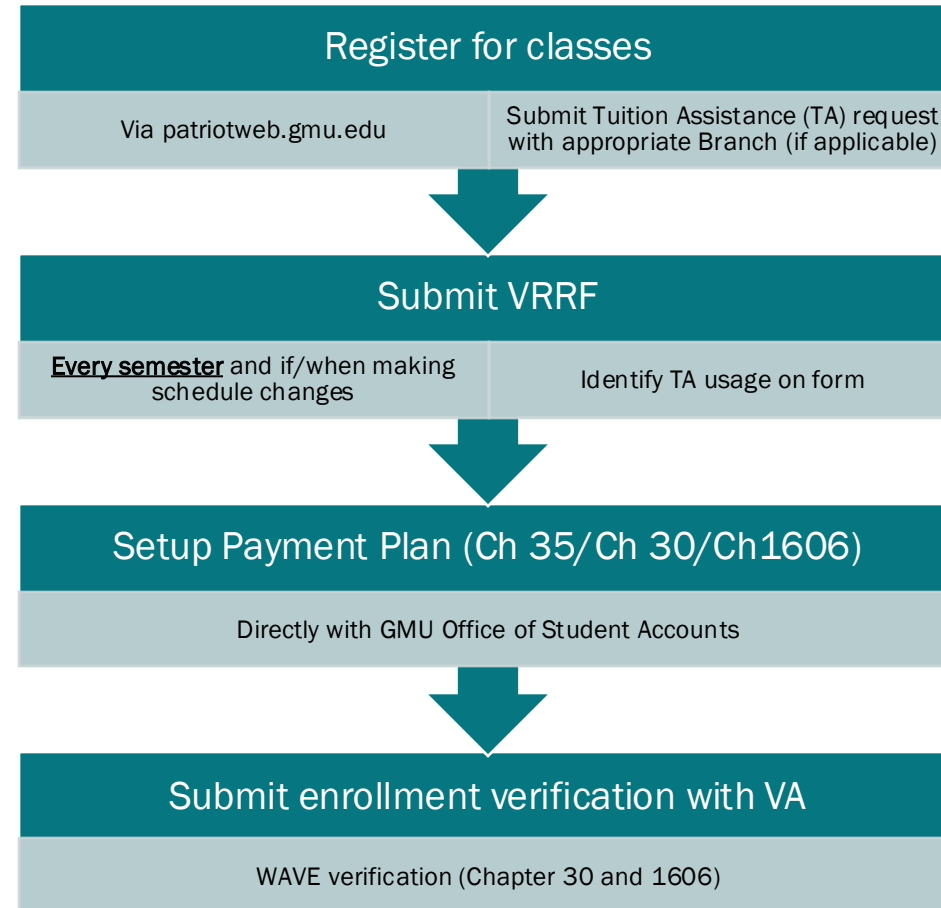 Register for classes
Via patriotweb.gmu.edu
Submit Tuition Assistance (TA) request
with appropriate Branch (if applicable)
Submit VRRF
Every semester and if/when making
schedule changes
Identify TA usage on form
Setup Payment Plan (Ch 35/Ch 30/Ch1606)
Directly with GMU Office of Student Accounts
Submit enrollment verification with VA
WAVE verification (Chapter 30 and 1606)